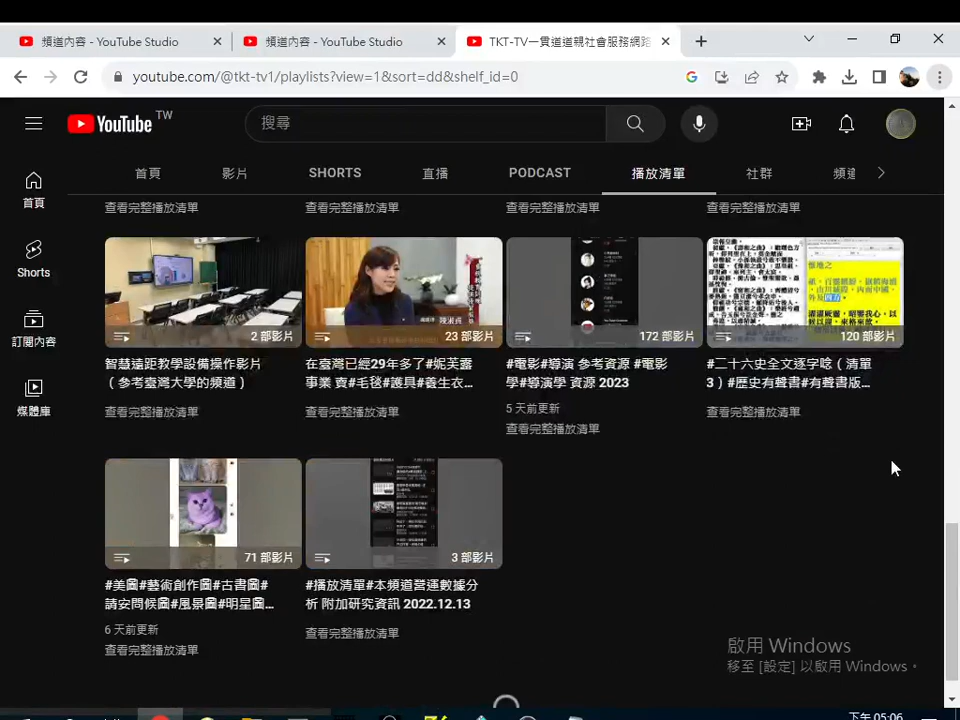 頻道內容 - YouTube Studio
頻道內容 - YouTube Studio
TKT-TV一貫道道親社會服務網路
youtube.com/@tkt-tv1/playlists?view=1&sort=dd&shelf_id=0
YouTube TW
搜尋
首頁 影片 SHORTS 直播 PODCAST 播放清單 社群
首頁
Shorts
訂閱內容
媒體庫
查看完整播放清單 查看完整播放清單 查看完整播放清單 查看完整播放清單
2 部影片 23 部影片 172 部影片 120 部影片
智慧遠距教學設備操作影片
（參考臺灣大學的頻道）
查看完整播放清單
在臺灣已經29年多了#妮芙露
事業 賣#毛毯#護具#養生衣...
查看完整播放清單
#電影#導演 參考資源 #電影
學#導演學 資源 2023
5 天前更新
查看完整播放清單
#二十六史全文逐字唸（清單
3）#歷史有聲書#有聲書版...
查看完整播放清單
71 部影片 3 部影片
#美圖#藝術創作圖#古書圖#
請安問候圖#風景圖#明星圖...
6 天前更新
查看完整播放清單
#播放清單#本頻道營運數據分
析 附加研究資訊 2022.12.13
查看完整播放清單
啟用 Windows
移至 [設定] 以啟用 Windows。
下午 05:06